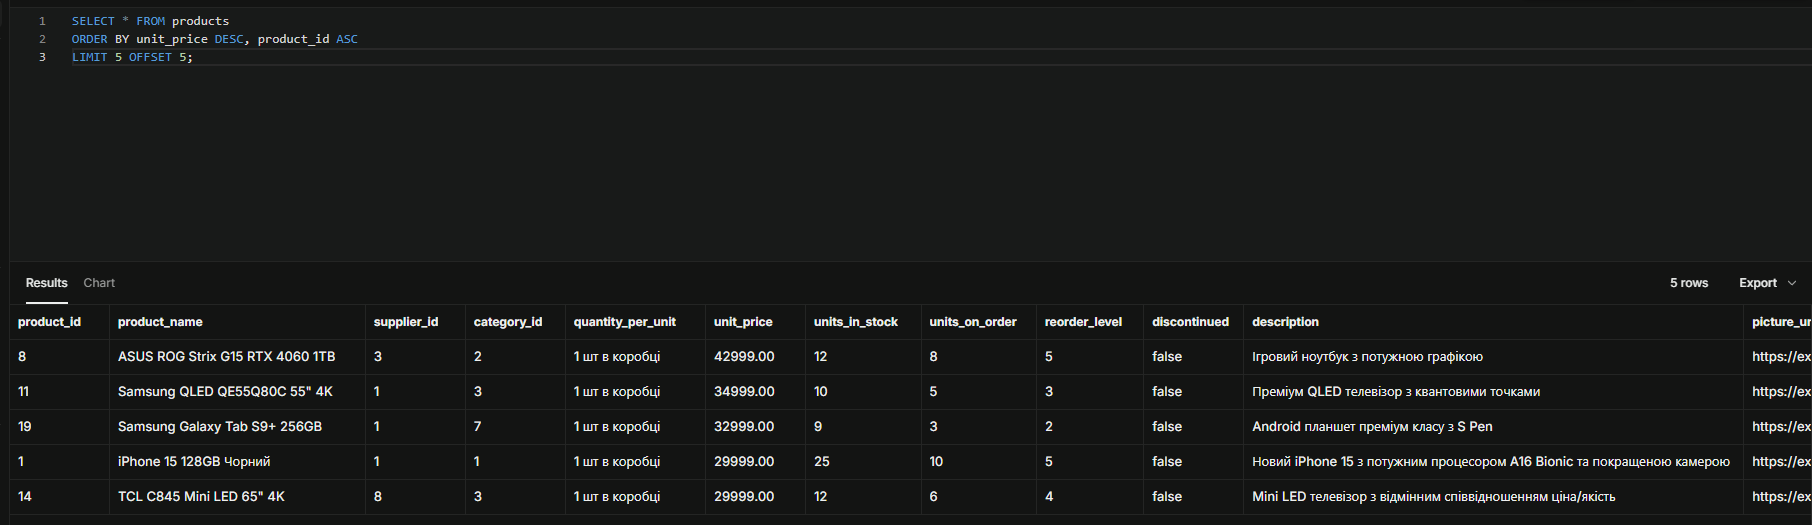 1 SELECT * FROM products
2 ORDER BY unit_price DESC, product_id ASC
3 LIMIT 5 OFFSET 5;
Results Chart 5 rows Export
product_id product_name supplier_id category_id quantity_per_unit unit_price units_in_stock units_on_order reorder_level discontinued description picture_ur
8 ASUS ROG Strix G15 RTX 4060 1TB 3 2 1 шт в коробці 42999.00 12 8 5 false Ігровий ноутбук з потужною графікою https://ex
11 Samsung QLED QE55Q80C 55" 4K 1 3 1 шт в коробці 34999.00 10 5 3 false Преміум QLED телевізор з квантовими точками https://ex
19 Samsung Galaxy Tab S9+ 256GB 1 7 1 шт в коробці 32999.00 9 3 2 false Android планшет преміум класу з S Pen https://ex
1 iPhone 15 128GB Чорний 1 1 1 шт в коробці 29999.00 25 10 5 false Новий iPhone 15 з потужним процесором A16 Bionic та покращеною камерою https://ex
14 TCL C845 Mini LED 65" 4K 8 3 1 шт в коробці 29999.00 12 6 4 false Mini LED телевізор з відмінним співвідношенням ціна/якість https://ex